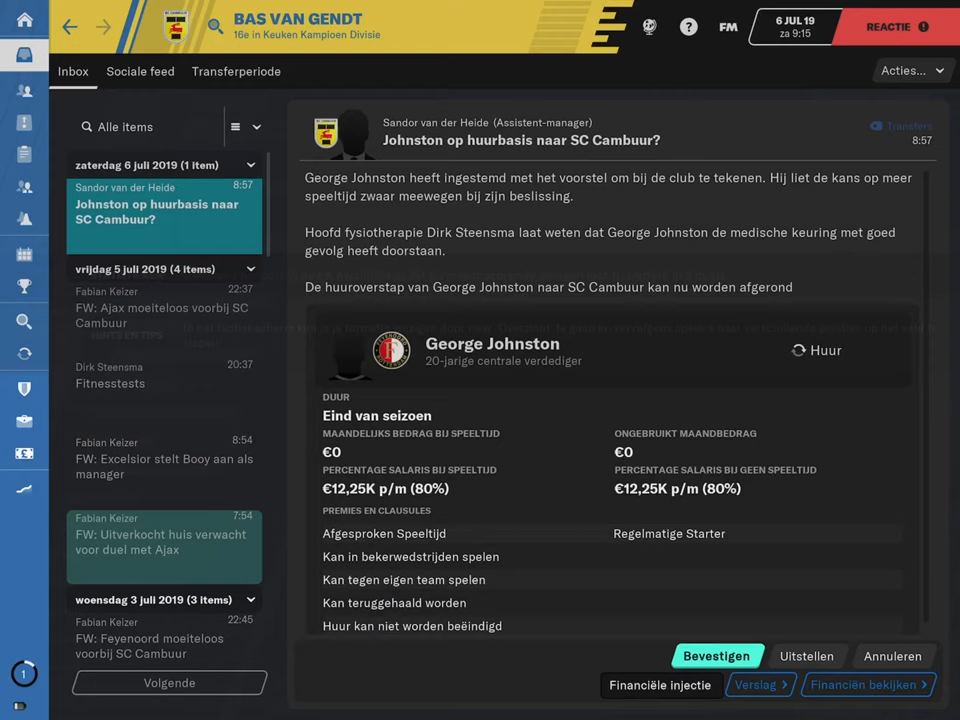 BAS VAN GENDT
16e in Keuken Kampioen Divisie
FM
6 JUL 19
za 9:15
REACTIE
Inbox
Sociale feed
Transferperiode
Acties...
Alle items
zaterdag 6 juli 2019 (1 item)
Sandor van der Heide
8:57
Johnston op huurbasis naar
SC Cambuur?
vrijdag 5 juli 2019 (4 items)
Fabian Keizer
22:37
FW: Ajax moeiteloos voorbij SC
Cambuur
HINTS EN TIPS
Dirk Steensma
20:37
Fitnesstests
Fabian Keizer
8:54
FW: Excelsior stelt Booy aan als
manager
Fabian Keizer
7:54
FW: Uitverkocht huis verwacht
voor duel met Ajax
woensdag 3 juli 2019 (3 items)
Fabian Keizer
22:45
FW: Feyenoord moeiteloos
voorbij SC Cambuur
1
Volgende
Sandor van der Heide (Assistent-manager)
Johnston op huurbasis naar SC Cambuur?
Transfers
8:57
George Johnston heeft ingestemd met het voorstel om bij de club te tekenen. Hij liet de kans op meer
speeltijd zwaar meewegen bij zijn beslissing.
Hoofd fysiotherapie Dirk Steensma laat weten dat George Johnston de medische keuring met goed
gevolg heeft doorstaan.
De huuroverstap van George Johnston naar SC Cambuur kan nu worden afgerond
George Johnston
20-jarige centrale verdediger
Huur
DUUR
Eind van seizoen
MAANDELIJKS BEDRAG BIJ SPEELTIJD
ONGEBRUIKT MAANDBEDRAG
€0
€0
PERCENTAGE SALARIS BIJ SPEELTIJD
PERCENTAGE SALARIS BIJ GEEN SPEELTIJD
€12,25K p/m (80%)
€12,25K p/m (80%)
PREMIES EN CLAUSULES
Afgesproken Speeltijd
Regelmatige Starter
Kan in bekerwedstrijden spelen
Kan tegen eigen team spelen
Kan teruggehaald worden
Huur kan niet worden beëindigd
Bevestigen
Uitstellen
Annuleren
Financiële injectie
Verslag
Financiën bekijken